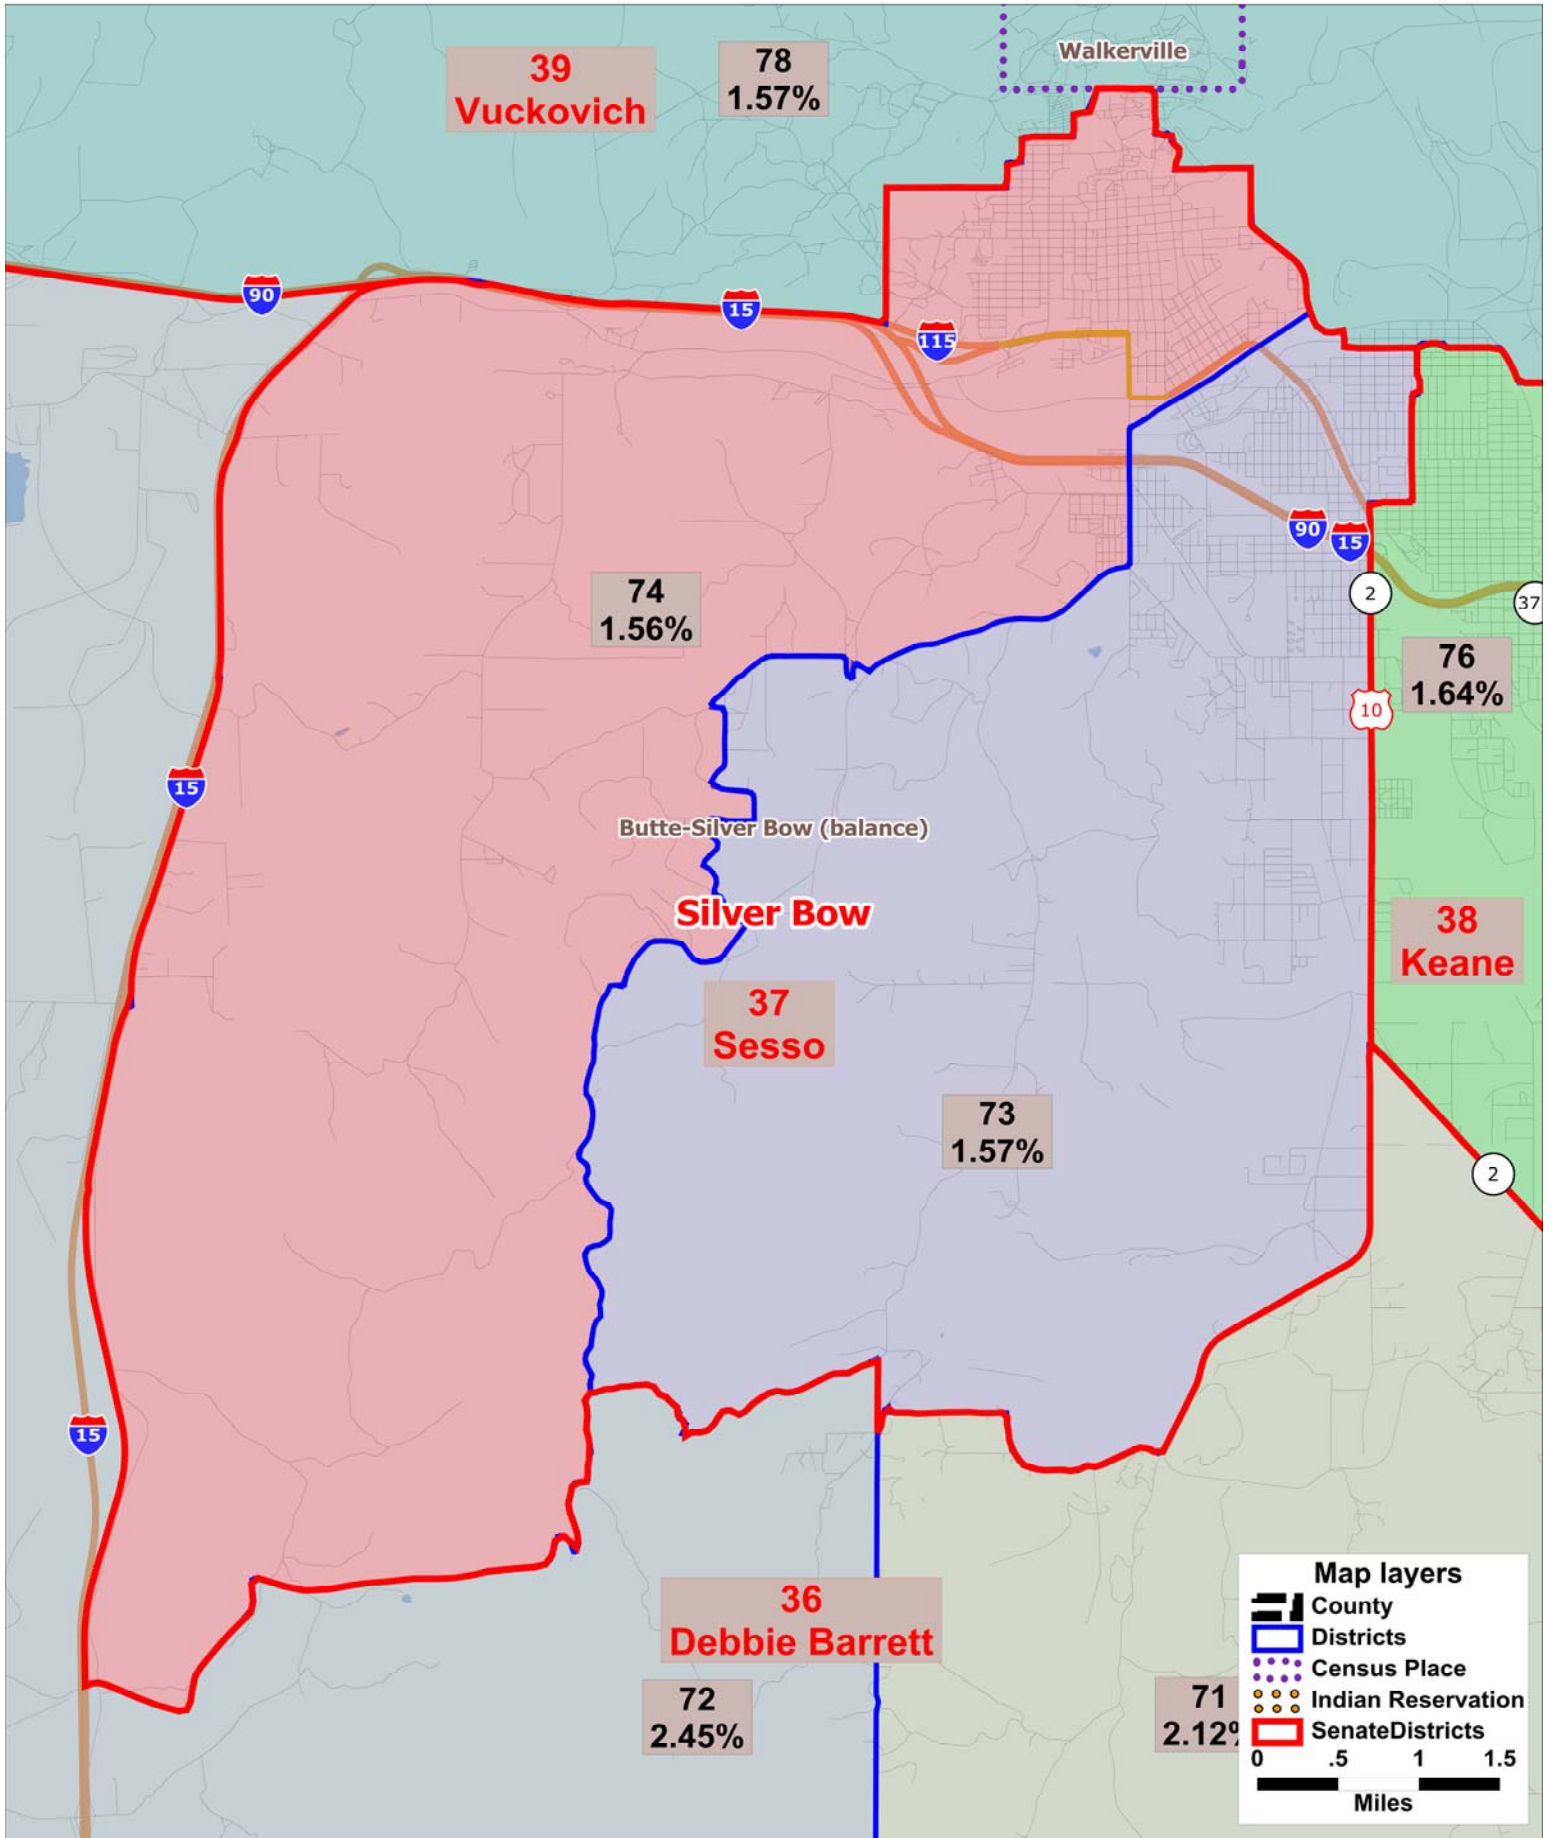 39
Vuckovich
78
1.57%
Walkerville
90
15
115
90
15
2
37
74
1.56%
76
1.64%
10
15
Butte-Silver Bow (balance)
Silver Bow
38
Keane
37
Sesso
73
1.57%
2
15
36
Debbie Barrett
72
2.45%
71
2.12%
Map layers
County
Districts
Census Place
Indian Reservation
SenateDistricts
0 .5 1 1.5
Miles